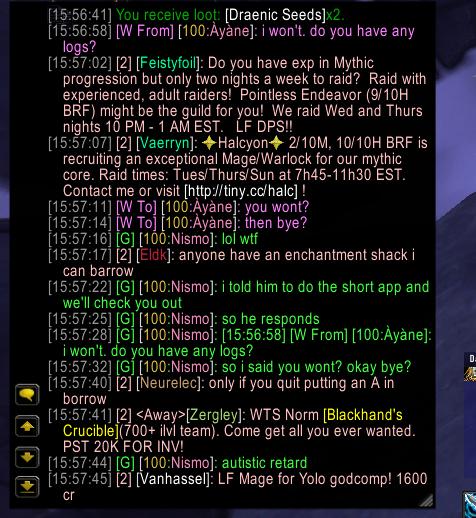 [15:56:41] You receive loot: [Draenic Seeds]x2.
[15:56:58] [W From] [100:Àyàne]: i won't. do you have any
logs?
[15:57:02] [2] [Feistyfoil]: Do you have exp in Mythic
progression but only two nights a week to raid?  Raid with
experienced, adult raiders!  Pointless Endeavor (9/10H
BRF) might be the guild for you!  We raid Wed and Thurs
nights 10 PM - 1 AM EST.   LF DPS!!
[15:57:07] [2] [Vaerryn]: Halcyon 2/10M, 10/10H BRF is
recruiting an exceptional Mage/Warlock for our mythic
core. Raid times: Tues/Thurs/Sun at 7h45-11h30 EST.
Contact me or visit [http://tiny.cc/halc] !
[15:57:11] [W To] [100:Àyàne]: you wont?
[15:57:14] [W To] [100:Àyàne]: then bye?
[15:57:16] [G] [100:Nismo]: lol wtf
[15:57:17] [2] [Eldk]: anyone have an enchantment shack i
can barrow
[15:57:22] [G] [100:Nismo]: i told him to do the short app and
we'll check you out
[15:57:25] [G] [100:Nismo]: so he responds
[15:57:28] [G] [100:Nismo]: [15:56:58] [W From] [100:Àyàne]:
i won't. do you have any logs?
[15:57:32] [G] [100:Nismo]: so i said you wont? okay bye?
[15:57:40] [2] [Neurelec]: only if you quit putting an A in
borrow
[15:57:41] [2] <Away>[Zergley]: WTS Norm [Blackhand's
Crucible](700+ ilvl team). Come get all you ever wanted.
PST 20K FOR INV!
[15:57:44] [G] [100:Nismo]: autistic retard
[15:57:45] [2] [Vanhassel]: LF Mage for Yolo godcomp! 1600
cr